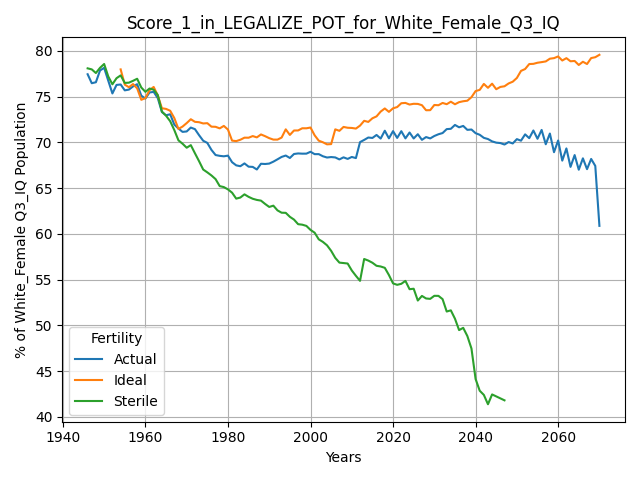 Score_1_in_LEGALIZE_POT_for_White_Female_Q3_IQ
% of White_Female Q3_IQ Population
80
75
70
65
60
55
50
45
40
Fertility
Actual
Ideal
Sterile
1940 1960 1980 2000 2020 2040 2060
Years